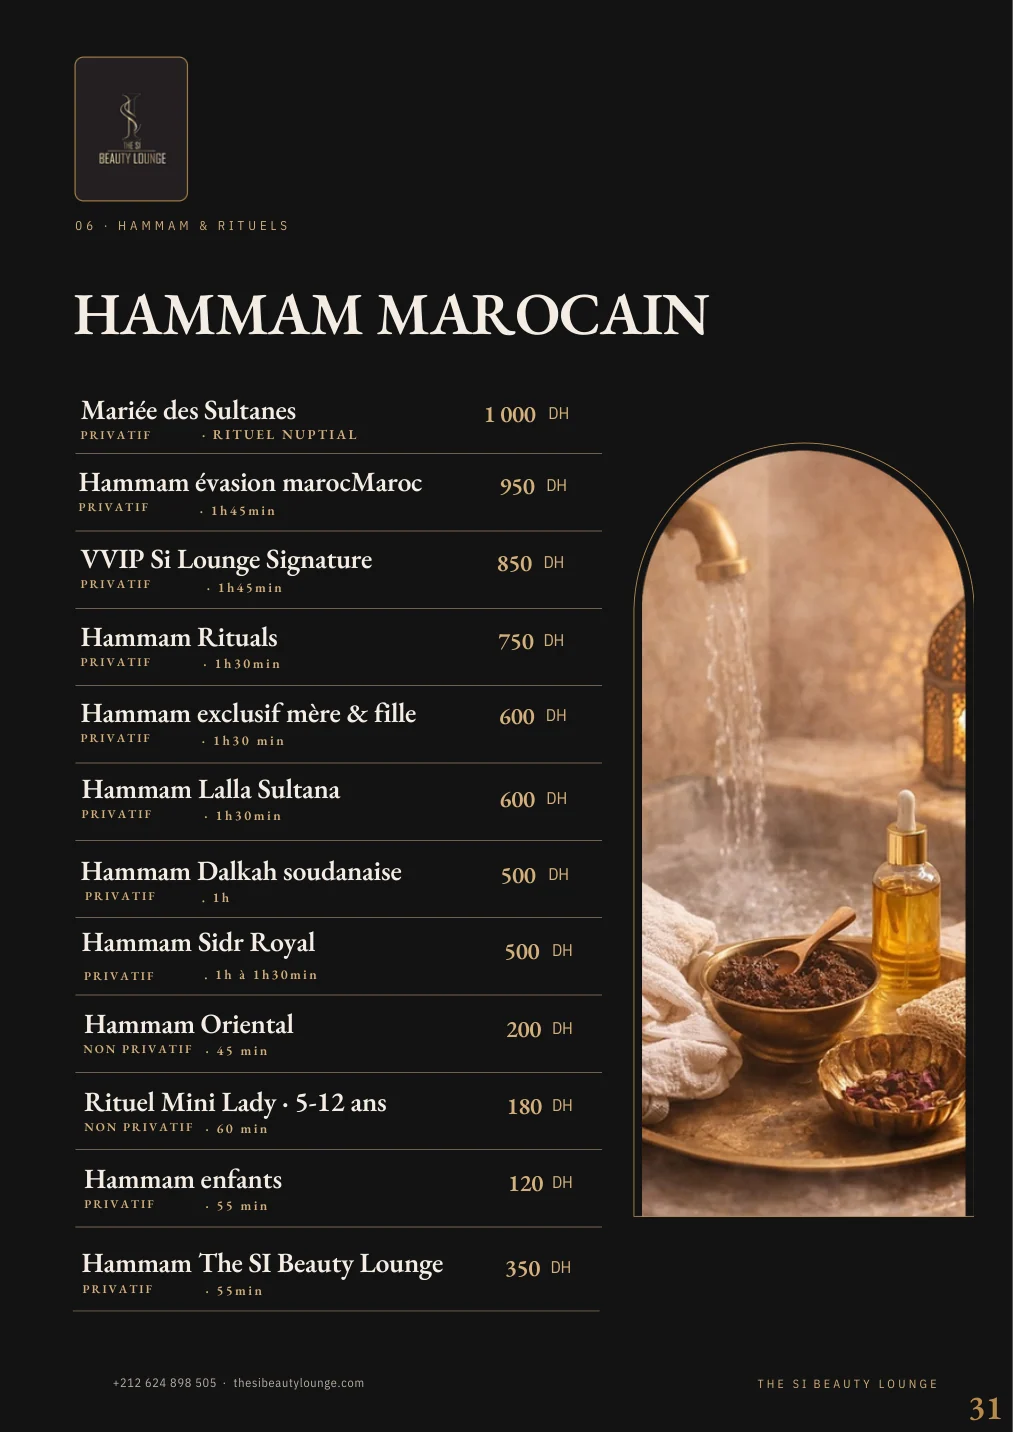 THE SI
BEAUTY LOUNGE
06 · HAMMAM & RITUELS
HAMMAM MAROCAIN
Mariée des Sultanes 1 000 DH
PRIVATIF · RITUEL NUPTIAL
Hammam évasion marocMaroc 950 DH
PRIVATIF · 1h45min
VVIP Si Lounge Signature 850 DH
PRIVATIF · 1h45min
Hammam Rituals 750 DH
PRIVATIF · 1h30min
Hammam exclusif mère & fille 600 DH
PRIVATIF · 1h30 min
Hammam Lalla Sultana 600 DH
PRIVATIF · 1h30min
Hammam Dalkah soudanaise 500 DH
PRIVATIF . 1h
Hammam Sidr Royal 500 DH
PRIVATIF . 1h à 1h30min
Hammam Oriental 200 DH
NON PRIVATIF · 45 min
Rituel Mini Lady · 5-12 ans 180 DH
NON PRIVATIF · 60 min
Hammam enfants 120 DH
PRIVATIF · 55 min
Hammam The SI Beauty Lounge 350 DH
PRIVATIF · 55min
+212 624 898 505 · thesibeautylounge.com
THE SI BEAUTY LOUNGE
31